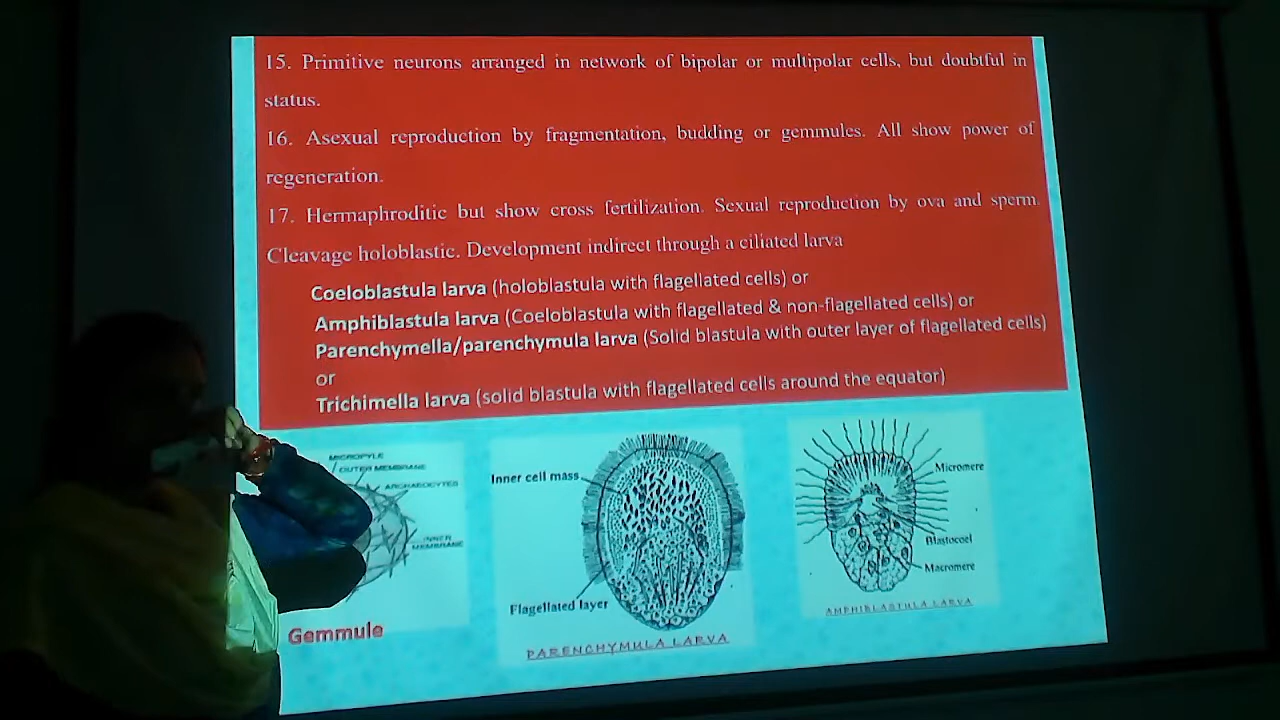 15. Primitive neurons arranged in network of bipolar or multipolar cells, but doubtful in
status.
16. Asexual reproduction by fragmentation, budding or gemmules. All show power of
regeneration.
17. Hermaphroditic but show cross fertilization. Sexual reproduction by ova and sperm.
Cleavage holoblastic. Development indirect through a ciliated larva
Coeloblastula larva (holoblastula with flagellated cells) or
Amphiblastula larva (Coeloblastula with flagellated & non-flagellated cells) or
Parenchymella/parenchymula larva (Solid blastula with outer layer of flagellated cells)
or
Trichimella larva (solid blastula with flagellated cells around the equator)
MICROPYLE
OUTER MEMBRANE
ARCHAEOCYTES
INNER
MEMBRANE
Gemmule
Inner cell mass
Flagellated layer
PARENCHYMULA LARVA
Micromere
Blastocoel
Macromere
AMPHIBLASTULA LARVA